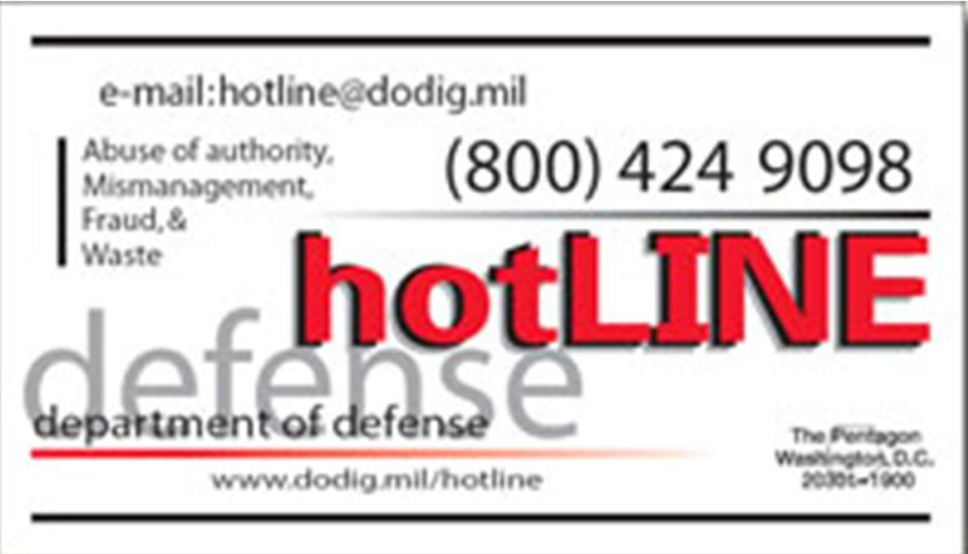 e-mail:hotline@dodig.mil
Abuse of authority,
Mismanagement,
Fraud, &
Waste
(800) 424 9098
hotLINE
defense
department of defense
www.dodig.mil/hotline
The Pentagon
Washington, D.C.
20301-1900